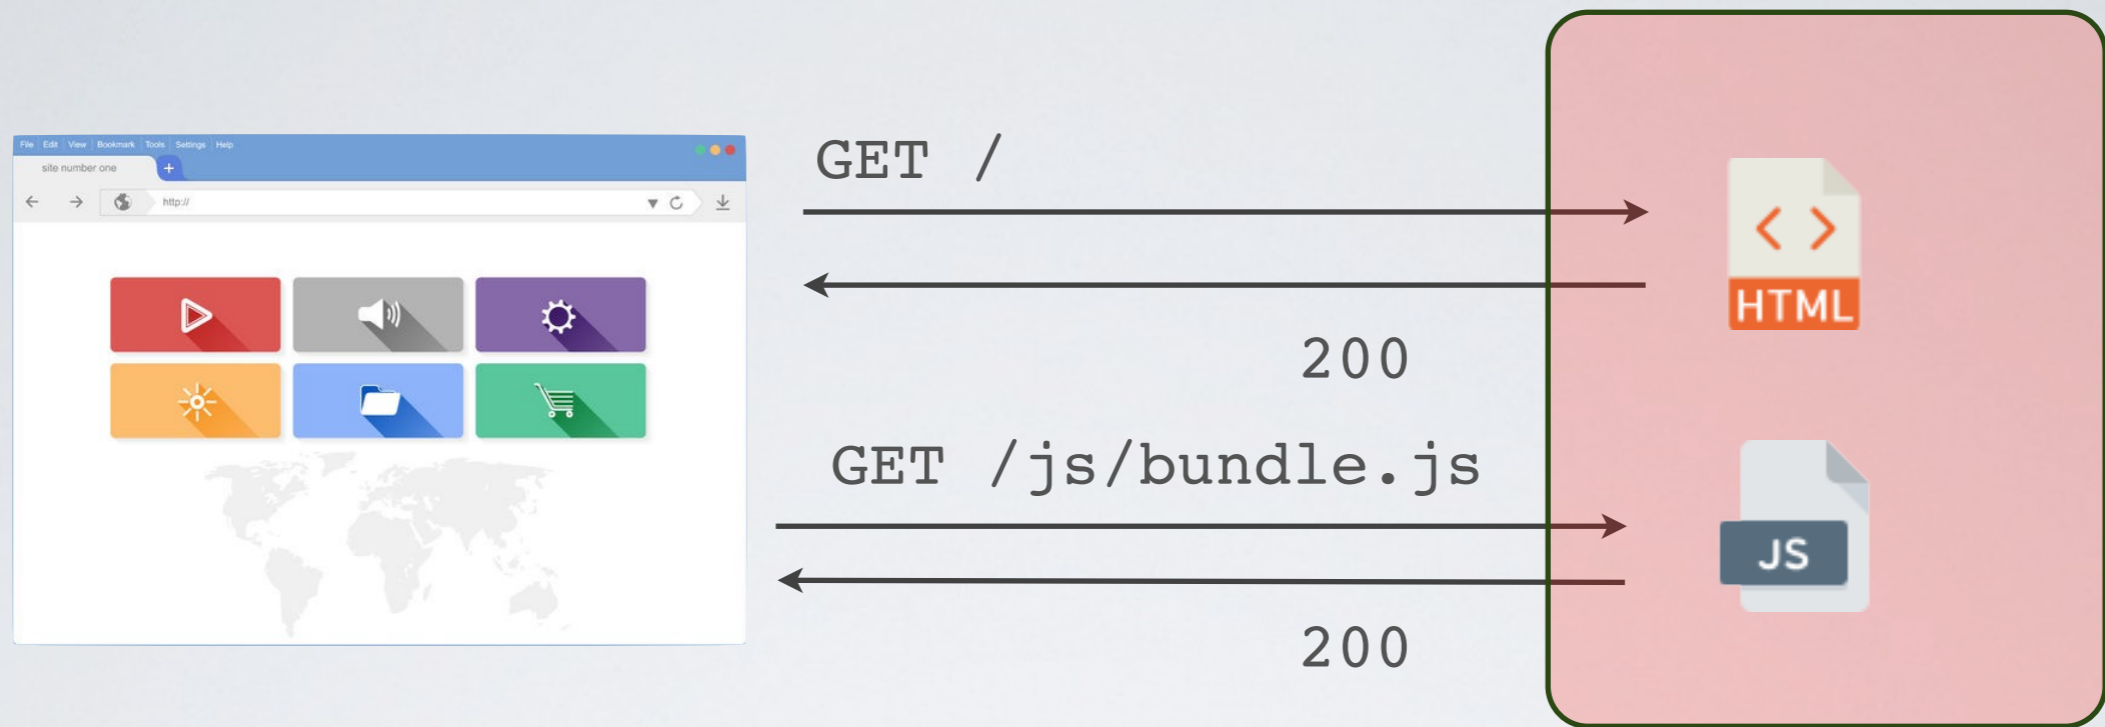 File Edit View Bookmark Tools Settings Help
site number one
+
http://
GET /
HTML
200
GET /js/bundle.js
JS
200